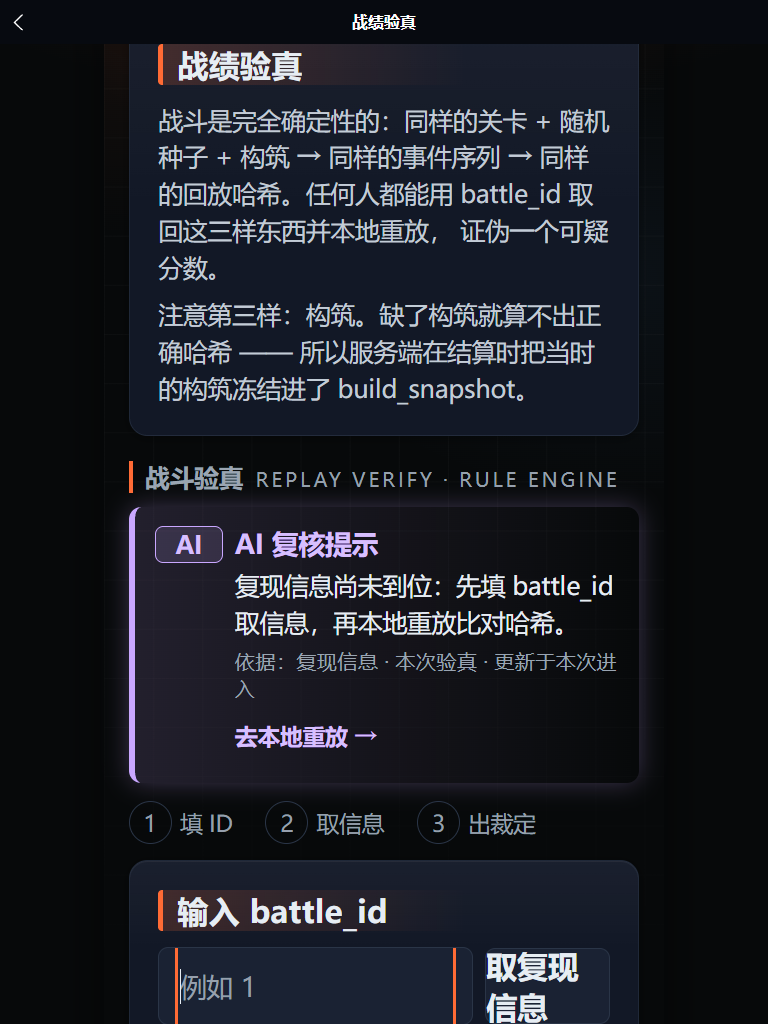 战绩验真
战绩验真
战斗是完全确定性的：同样的关卡 + 随机
种子 + 构筑 → 同样的事件序列 → 同样
的回放哈希。任何人都能用 battle_id 取
回这三样东西并本地重放， 证伪一个可疑
分数。
注意第三样：构筑。缺了构筑就算不出正
确哈希 —— 所以服务端在结算时把当时
的构筑冻结进了 build_snapshot。
战斗验真 REPLAY VERIFY · RULE ENGINE
AI AI 复核提示
复现信息尚未到位：先填 battle_id
取信息，再本地重放比对哈希。
依据：复现信息 · 本次验真 · 更新于本次进
入
去本地重放 →
1 填 ID 2 取信息 3 出裁定
输入 battle_id
例如 1
取复现
信息